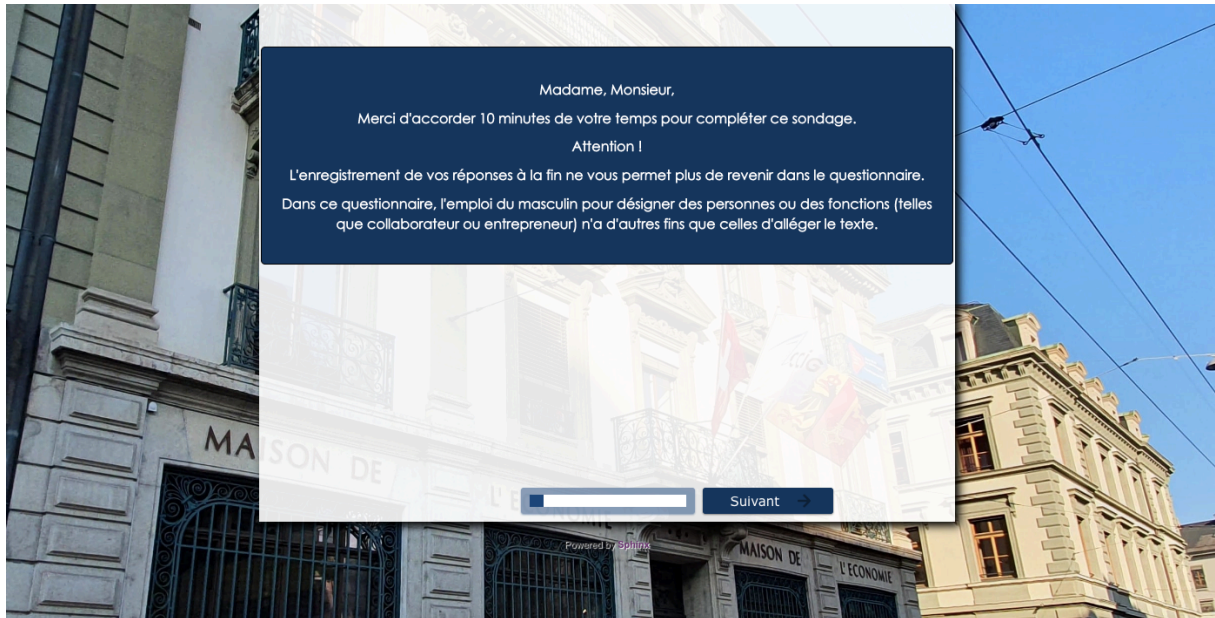 Madame, Monsieur,
Merci d'accorder 10 minutes de votre temps pour compléter ce sondage.
Attention !
L'enregistrement de vos réponses à la fin ne vous permet plus de revenir dans le questionnaire.
Dans ce questionnaire, l'emploi du masculin pour désigner des personnes ou des fonctions (telles
que collaborateur ou entrepreneur) n'a d'autres fins que celles d'alléger le texte.
MAISON DE L'ECONOMIE
Suivant
Powered by Sphinx
MAISON DE L'ECONOMIE